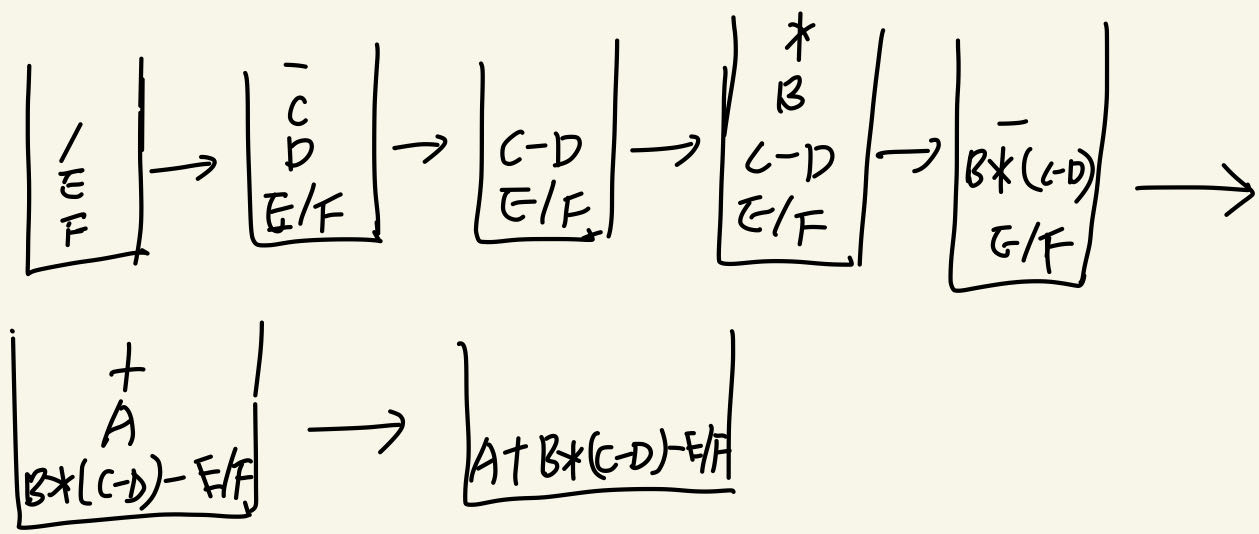 /
E
F
-
C
D
E/F
C-D
E/F
*
B
C-D
E/F
-
B*(C-D)
E/F
+
A
B*(C-D)-E/F
A+B*(C-D)-E/F